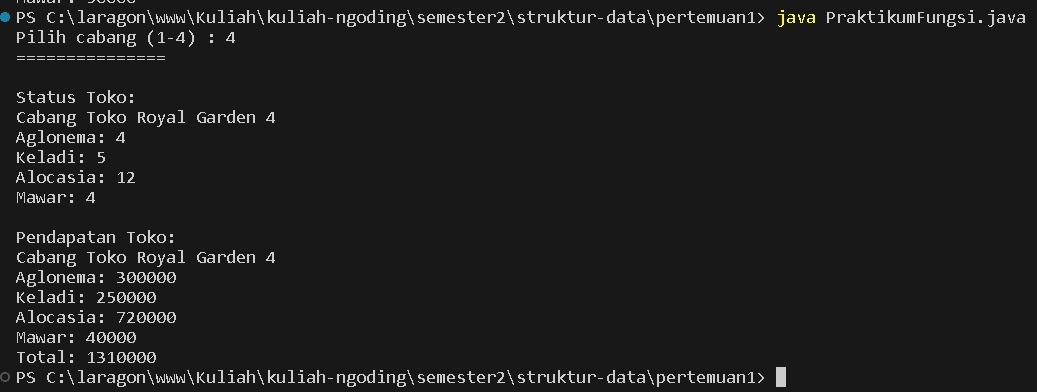 PS C:\laragon\www\Kuliah\kuliah-ngoding\semester2\struktur-data\pertemuan1> java PraktikumFungsi.java
Pilih cabang (1-4) : 4
===============
Status Toko:
Cabang Toko Royal Garden 4
Aglonema: 4
Keladi: 5
Alocasia: 12
Mawar: 4
Pendapatan Toko:
Cabang Toko Royal Garden 4
Aglonema: 300000
Keladi: 250000
Alocasia: 720000
Mawar: 40000
Total: 1310000
PS C:\laragon\www\Kuliah\kuliah-ngoding\semester2\struktur-data\pertemuan1>